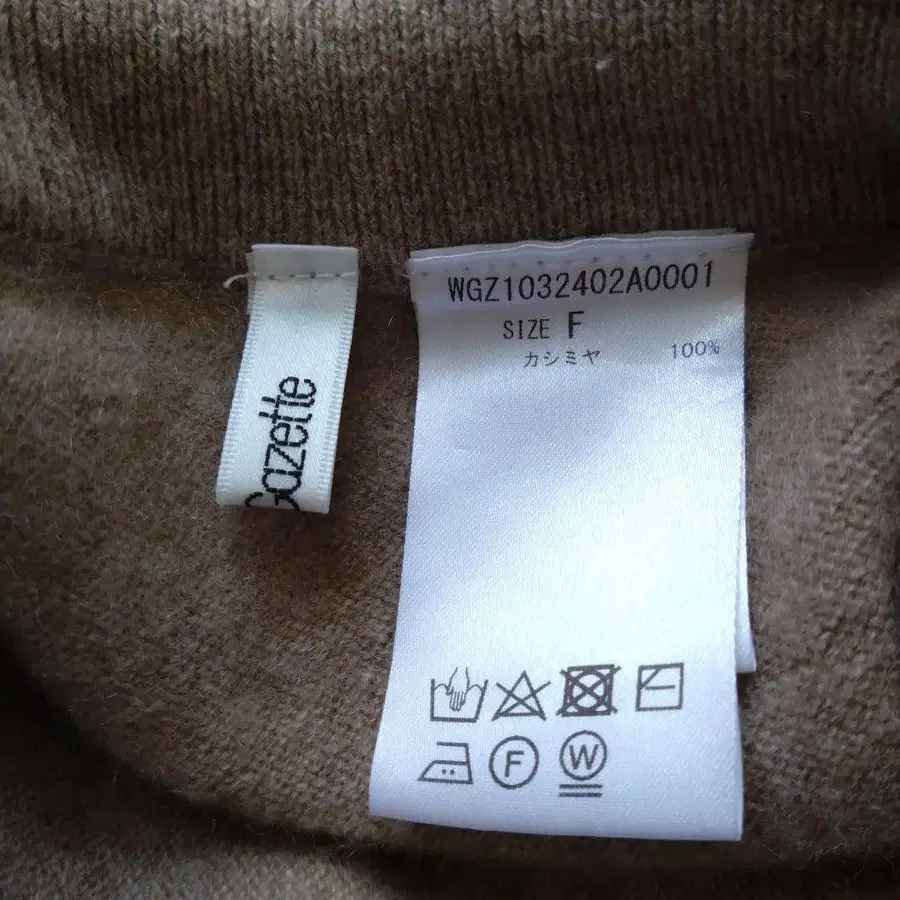 Gazette
WGZ1032402A0001
SIZE F
カシミヤ 100%
F
W